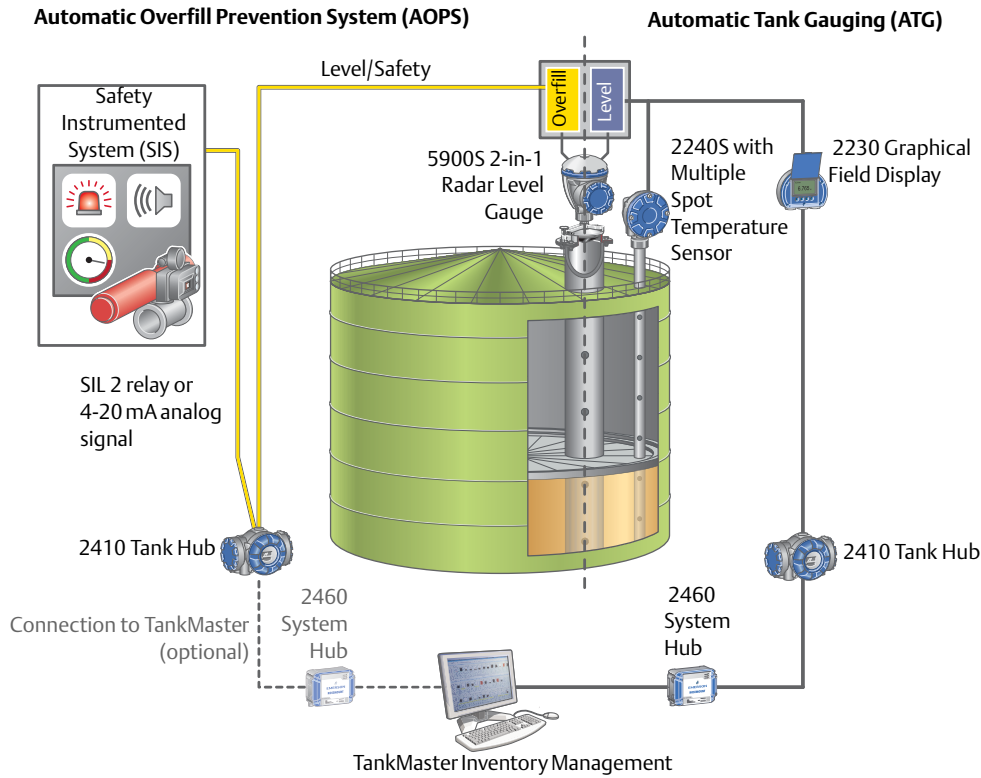 Automatic Overfill Prevention System (AOPS)
Automatic Tank Gauging (ATG)
Level/Safety
Safety
Instrumented
System (SIS)
Overfill
Level
5900S 2-in-1
Radar Level
Gauge
2240S with
Multiple
Spot
Temperature
Sensor
2230 Graphical
Field Display
SIL 2 relay or
4-20 mA analog
signal
2410 Tank Hub
2410 Tank Hub
Connection to TankMaster
(optional)
2460
System
Hub
2460
System
Hub
TankMaster Inventory Management